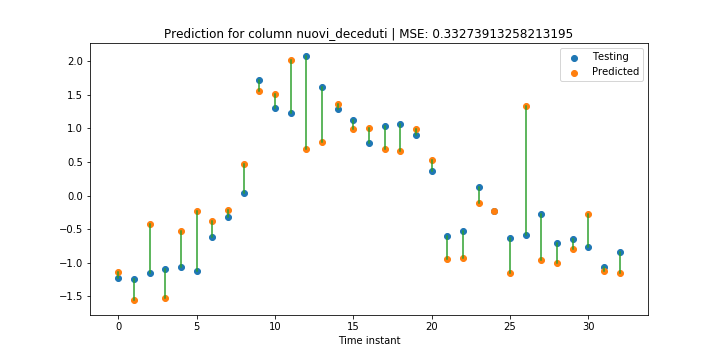 Prediction for column nuovi_deceduti | MSE: 0.33273913258213195
Testing
Predicted
2.0
1.5
1.0
0.5
0.0
−0.5
−1.0
−1.5
0 5 10 15 20 25 30
Time instant